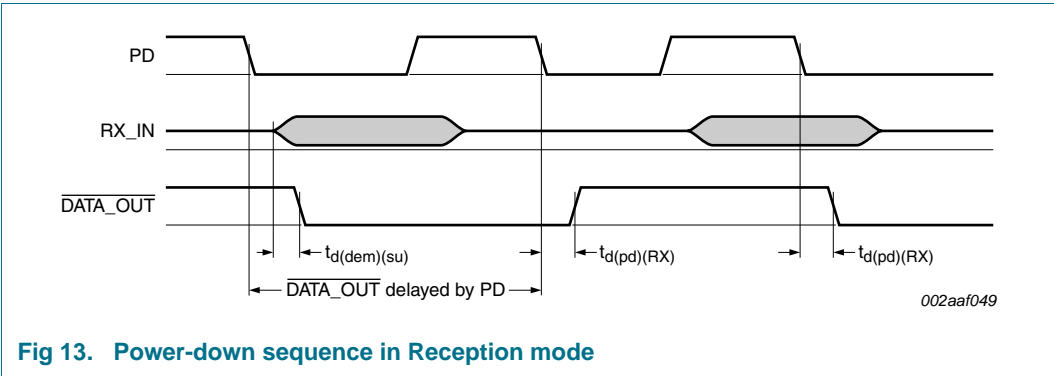 PD
RX_IN
DATA_OUT
td(dem)(su)
td(pd)(RX)
td(pd)(RX)
DATA_OUT delayed by PD
002aaf049
Fig 13. Power-down sequence in Reception mode